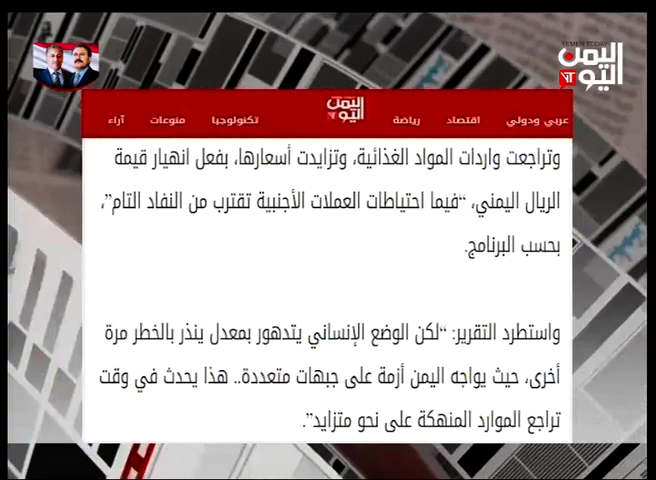 YEMEN TODAY
اليمن
اليوم
عربي ودولي
اقتصاد
رياضة
اليمن
اليوم
تكنولوجيا
منوعات
آراء
وتراجعت واردات المواد الغذائية، وتزايدت أسعارها، بفعل انهيار قيمة
الريال اليمني، “فيما احتياطات العملات الأجنبية تقترب من النفاد التام”،
بحسب البرنامج.
واستطرد التقرير: “لكن الوضع الإنساني يتدهور بمعدل ينذر بالخطر مرة
أخرى، حيث يواجه اليمن أزمة على جبهات متعددة.. هذا يحدث في وقت
تراجع الموارد المنهكة على نحو متزايد”.